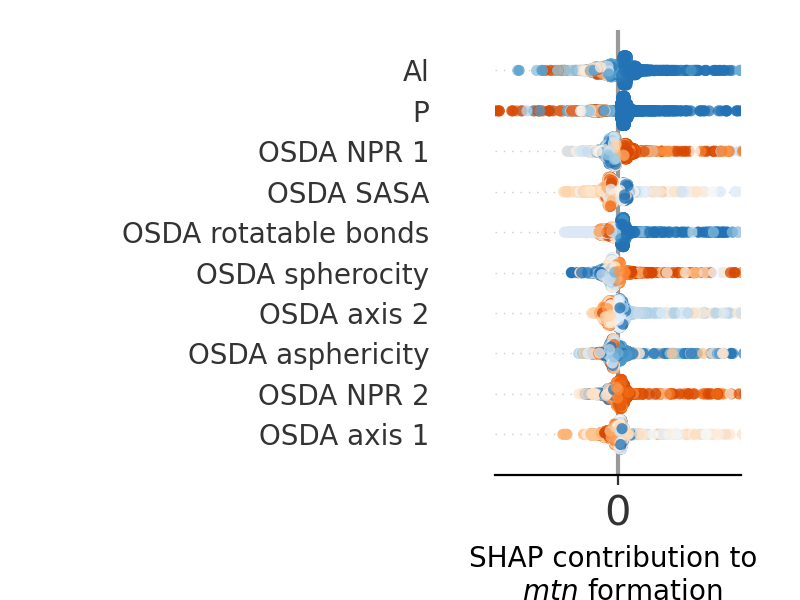 Al
P
OSDA NPR 1
OSDA SASA
OSDA rotatable bonds
OSDA spherocity
OSDA axis 2
OSDA asphericity
OSDA NPR 2
OSDA axis 1
0
SHAP contribution to
mtn formation